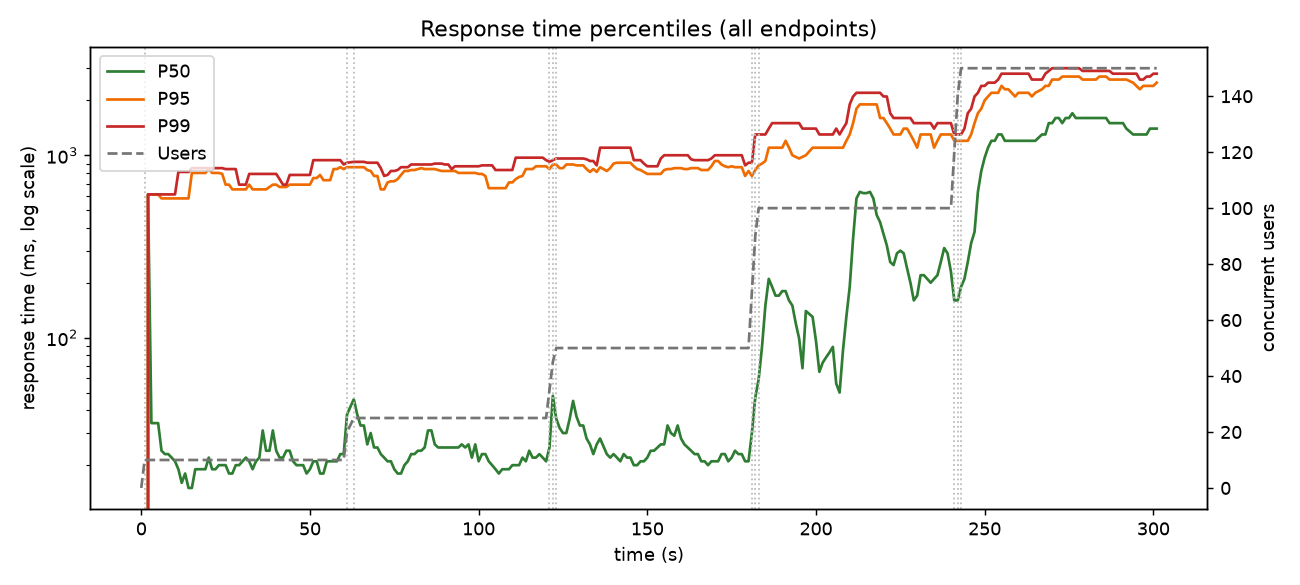 Response time percentiles (all endpoints)
P50
P95
P99
Users
response time (ms, log scale)
10³
10²
140
120
100
80
60
40
20
0
concurrent users
0 50 100 150 200 250 300
time (s)